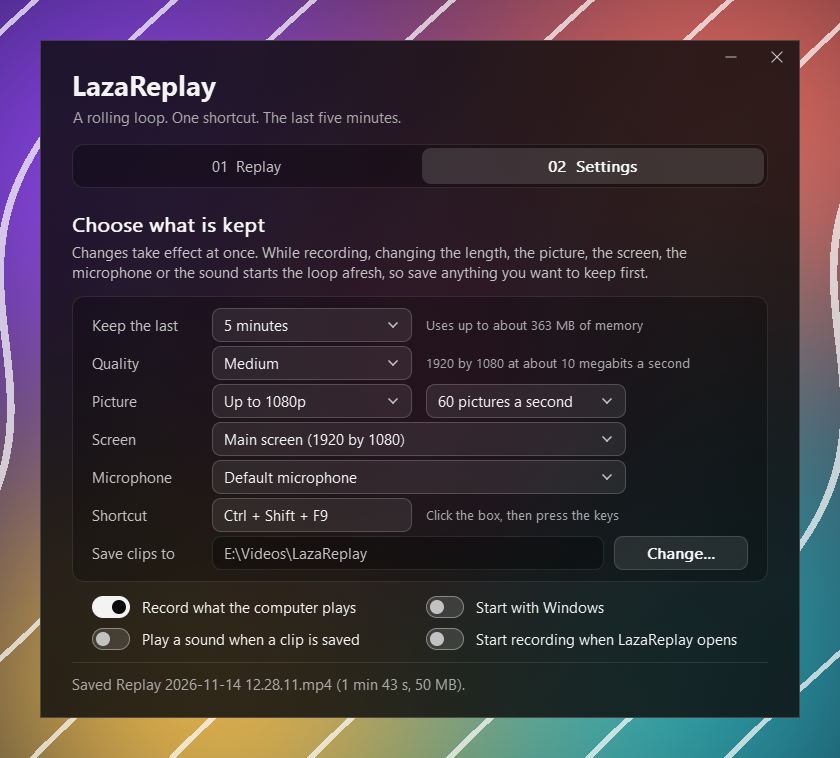 LazaReplay
A rolling loop. One shortcut. The last five minutes.
01 Replay
02 Settings
Choose what is kept
Changes take effect at once. While recording, changing the length, the picture, the screen, the
microphone or the sound starts the loop afresh, so save anything you want to keep first.
Keep the last 5 minutes Uses up to about 363 MB of memory
Quality Medium 1920 by 1080 at about 10 megabits a second
Picture Up to 1080p 60 pictures a second
Screen Main screen (1920 by 1080)
Microphone Default microphone
Shortcut Ctrl + Shift + F9 Click the box, then press the keys
Save clips to E:\Videos\LazaReplay Change...
Record what the computer plays Start with Windows
Play a sound when a clip is saved Start recording when LazaReplay opens
Saved Replay 2026-11-14 12.28.11.mp4 (1 min 43 s, 50 MB).